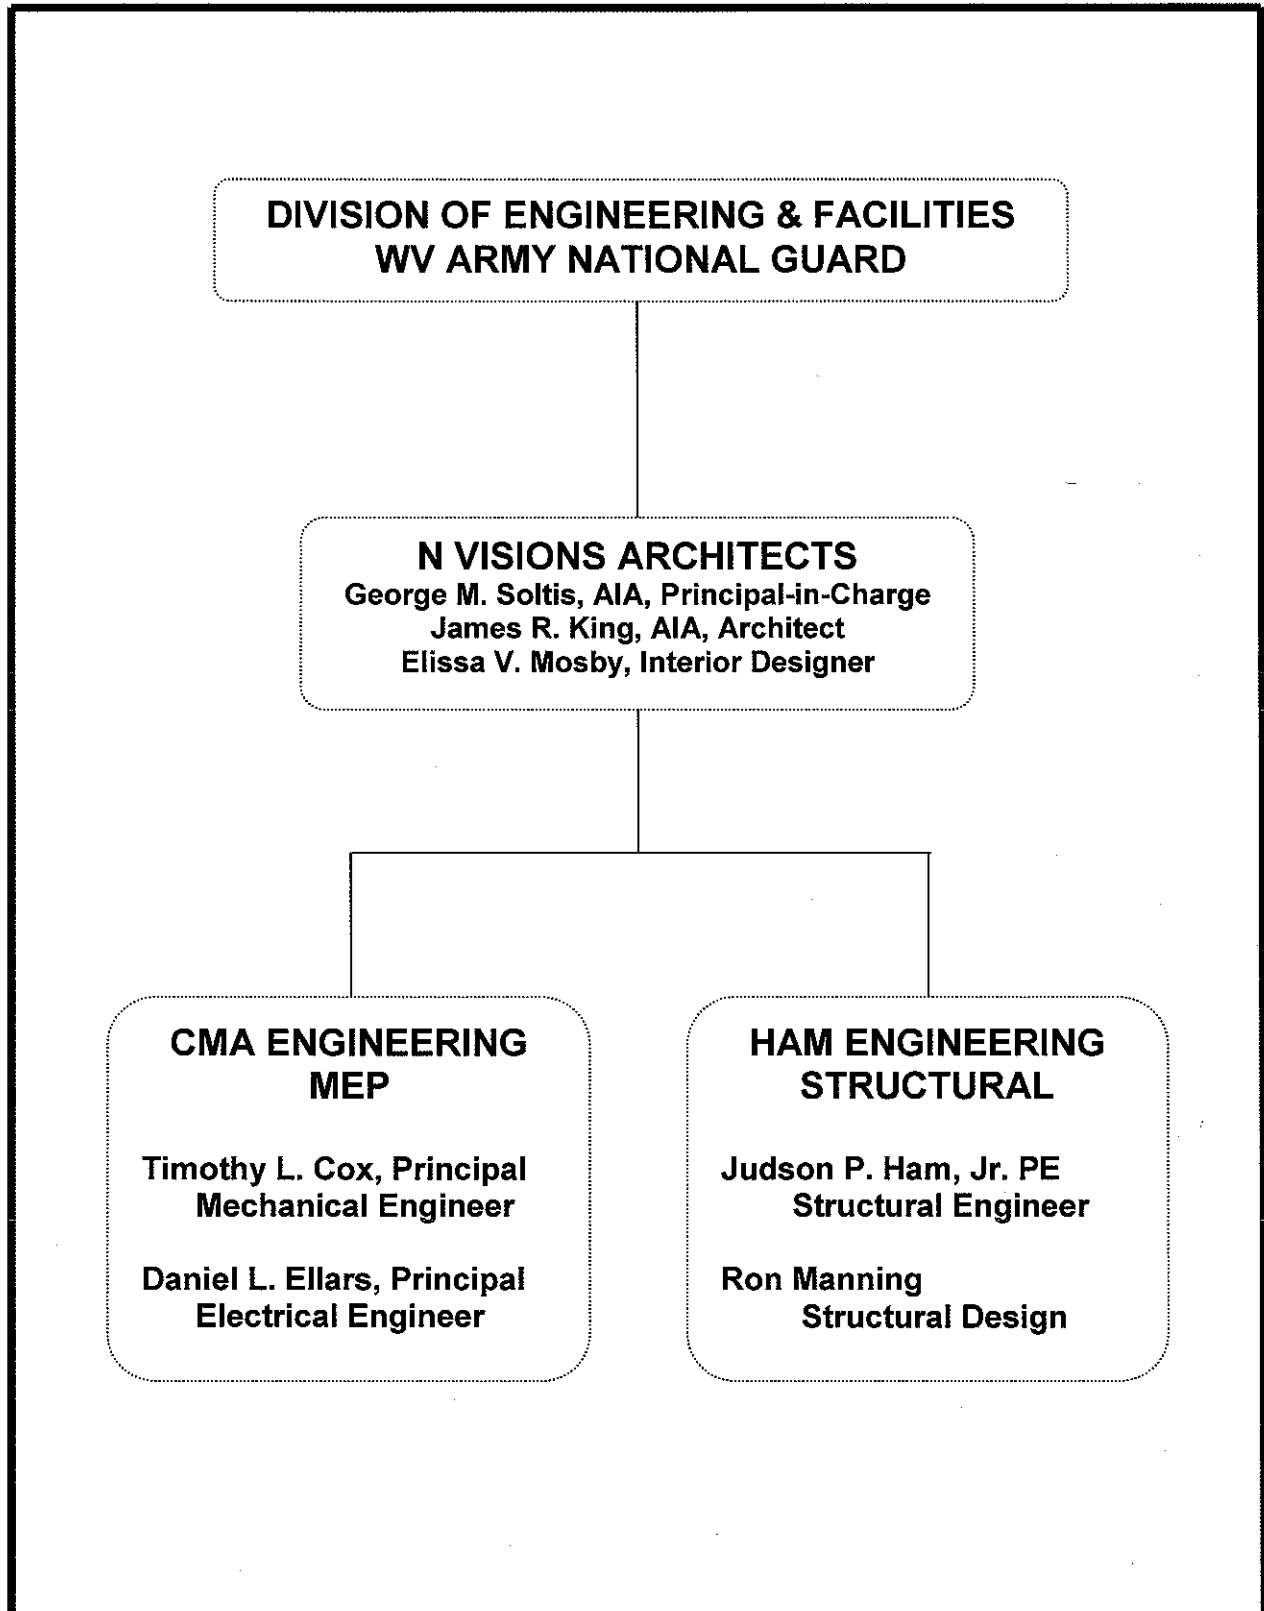 DIVISION OF ENGINEERING & FACILITIES
WV ARMY NATIONAL GUARD
N VISIONS ARCHITECTS
George M. Soltis, AIA, Principal-in-Charge
James R. King, AIA, Architect
Elissa V. Mosby, Interior Designer
CMA ENGINEERING
MEP
Timothy L. Cox, Principal
Mechanical Engineer
Daniel L. Ellars, Principal
Electrical Engineer
HAM ENGINEERING
STRUCTURAL
Judson P. Ham, Jr. PE
Structural Engineer
Ron Manning
Structural Design